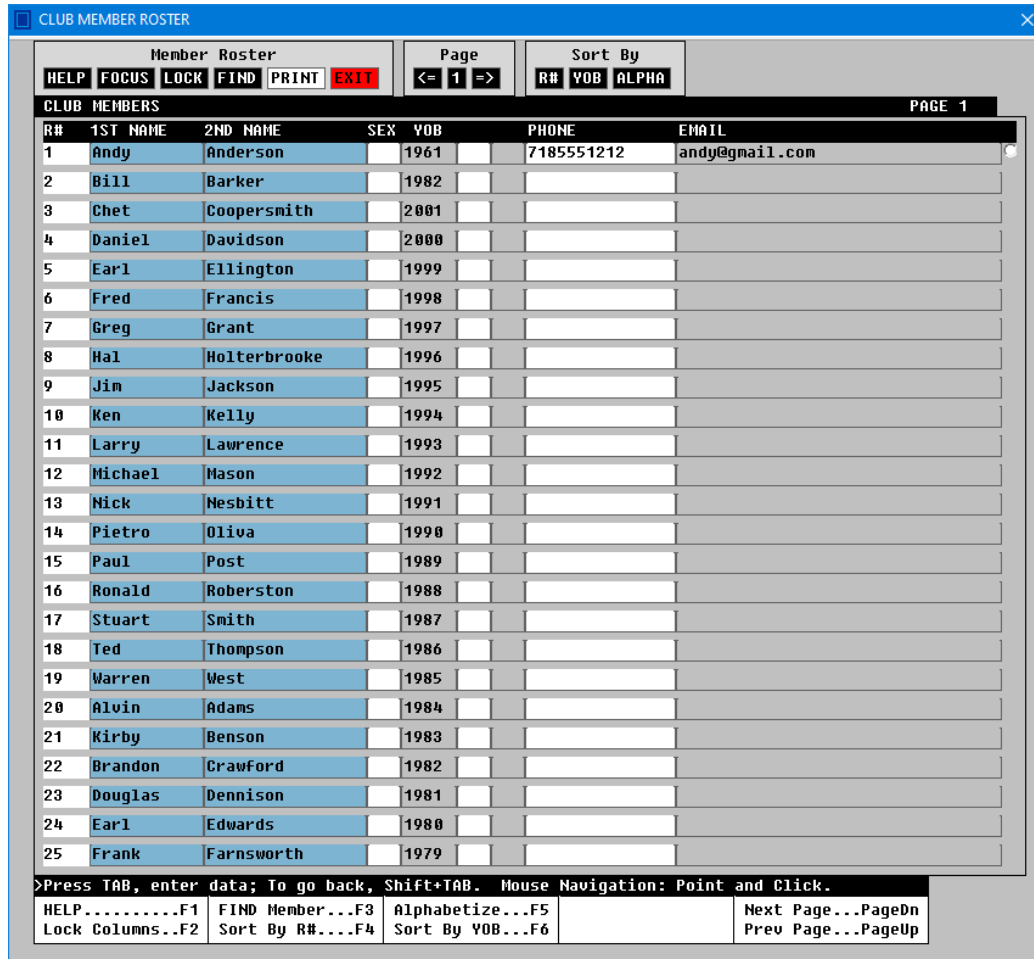 CLUB MEMBER ROSTER
Member Roster Page Sort By
HELP FOCUS LOCK FIND PRINT EXIT <= 1 => R# YOB ALPHA
CLUB MEMBERS PAGE 1
R# 1ST NAME 2ND NAME SEX YOB PHONE EMAIL
1 Andy Anderson 1961 7185551212 andy@gmail.com
2 Bill Barker 1982
3 Chet Coopersmith 2001
4 Daniel Davidson 2000
5 Earl Ellington 1999
6 Fred Francis 1998
7 Greg Grant 1997
8 Hal Holterbrooke 1996
9 Jim Jackson 1995
10 Ken Kelly 1994
11 Larry Lawrence 1993
12 Michael Mason 1992
13 Nick Nesbitt 1991
14 Pietro Oliva 1990
15 Paul Post 1989
16 Ronald Roberston 1988
17 Stuart Smith 1987
18 Ted Thompson 1986
19 Warren West 1985
20 Alvin Adams 1984
21 Kirby Benson 1983
22 Brandon Crawford 1982
23 Douglas Dennison 1981
24 Earl Edwards 1980
25 Frank Farnsworth 1979
>Press TAB, enter data; To go back, Shift+TAB. Mouse Navigation: Point and Click.
HELP..........F1 FIND Member...F3 Alphabetize...F5 Next Page...PageDn
Lock Columns..F2 Sort By R#....F4 Sort By YOB...F6 Prev Page...PageUp